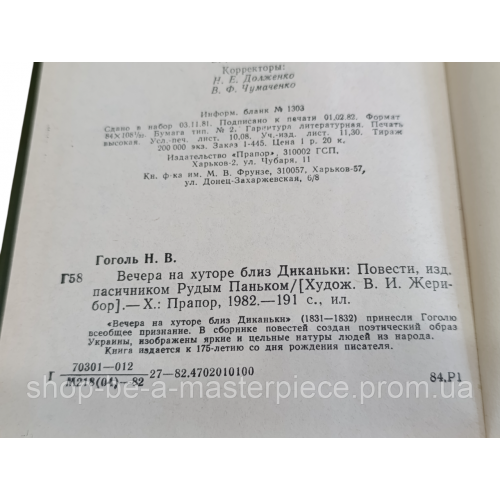 Корректоры:
Н. Е. Долженко
В. Ф. Чумаченко
Информ. бланк № 1303
Сдано в набор 03.11.81. Подписано к печати 01.02.82. Формат
84×108¹/₃₂. Бумага тип. № 2. Гарнитура литературная. Печать
высокая. Усл.-печ. лист. 10,08. Уч.-изд. лист. 11,30. Тираж
200 000 экз. Заказ 1-445. Цена 1 р. 20 к.
Издательство «Прапор», 310002 ГСП,
Харьков-2, ул. Чубаря, 11
Кн. ф-ка им. М. В. Фрунзе, 310057, Харьков-57,
ул. Донец-Захаржевская, 6/8
Гоголь Н. В.
Г58 Вечера на хуторе близ Диканьки: Повести, изд.
пасичником Рудым Паньком/[Худож. В. И. Жери-
бор].— Х.: Прапор, 1982.—191 с., ил.
«Вечера на хуторе близ Диканьки» (1831—1832) принесли Гоголю
всеобщее признание. В сборнике повестей создан поэтический образ
Украины, изображены яркие и цельные натуры людей из народа.
Книга издается к 175-летию со дня рождения писателя.
Г 70301—012
М218(04)—82 27—82.4702010100 84.Р1
shop-be-a-masterpiece.prom.ua